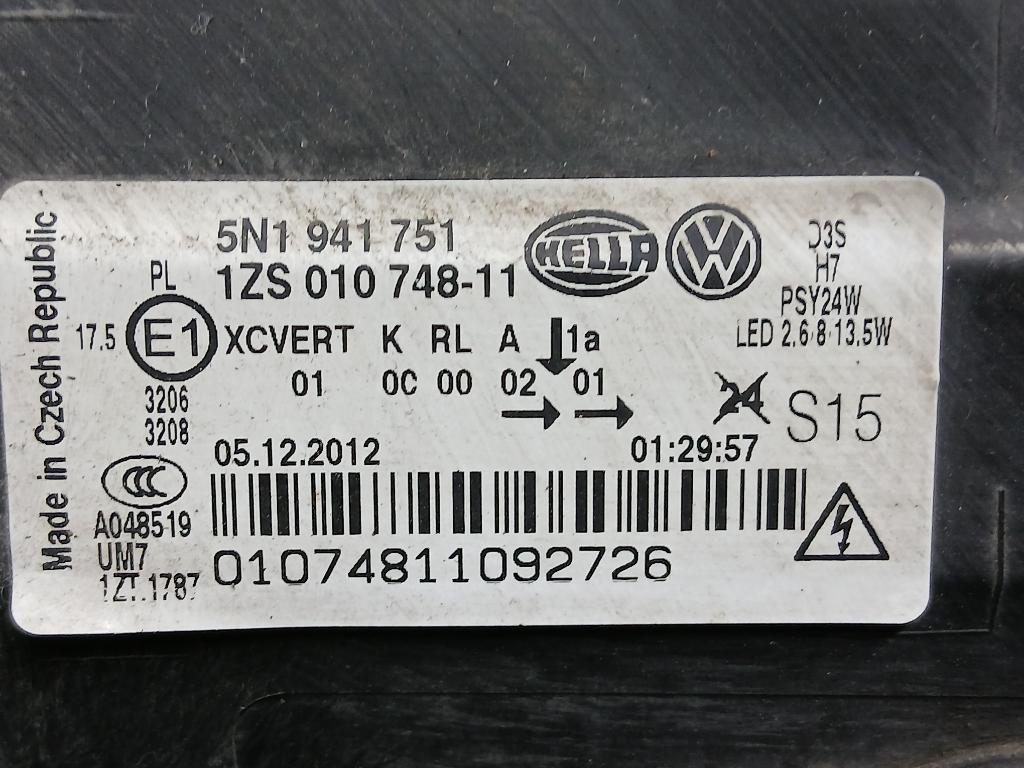 Made in Czech Republic
5N1 941 751
1ZS 010 748-11
HELLA
D3S
H7
PSY24W
LED 2,6/8/13,5W
PL
17.5 E1 XCVERT K RL A 1a
01 0C 00 02 01
3206
3208
24 S15
05.12.2012 01:29:57
CCC
A048519
UM7
1ZT.1787
01074811092726